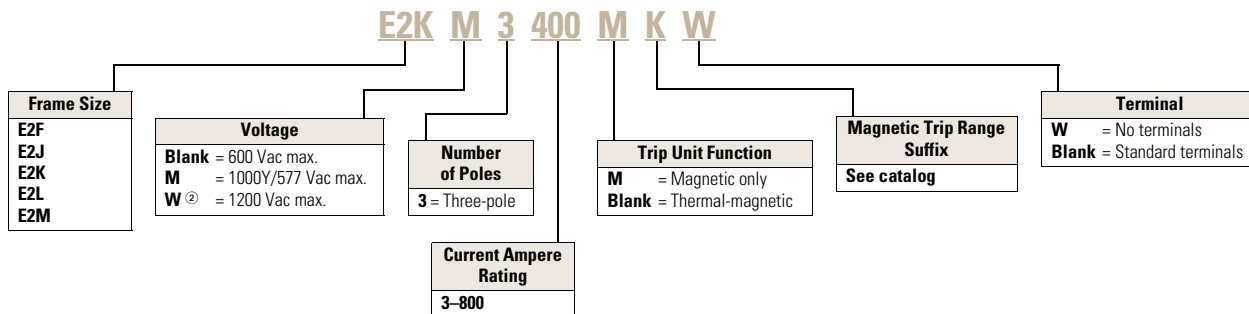 E2K M 3 400 M K W
Frame Size
E2F
E2J
E2K
E2L
E2M
Voltage
Blank = 600 Vac max.
M = 1000Y/577 Vac max.
W ② = 1200 Vac max.
Number
of Poles
3 = Three-pole
Current Ampere
Rating
3–800
Trip Unit Function
M = Magnetic only
Blank = Thermal-magnetic
Magnetic Trip Range
Suffix
See catalog
Terminal
W = No terminals
Blank = Standard terminals